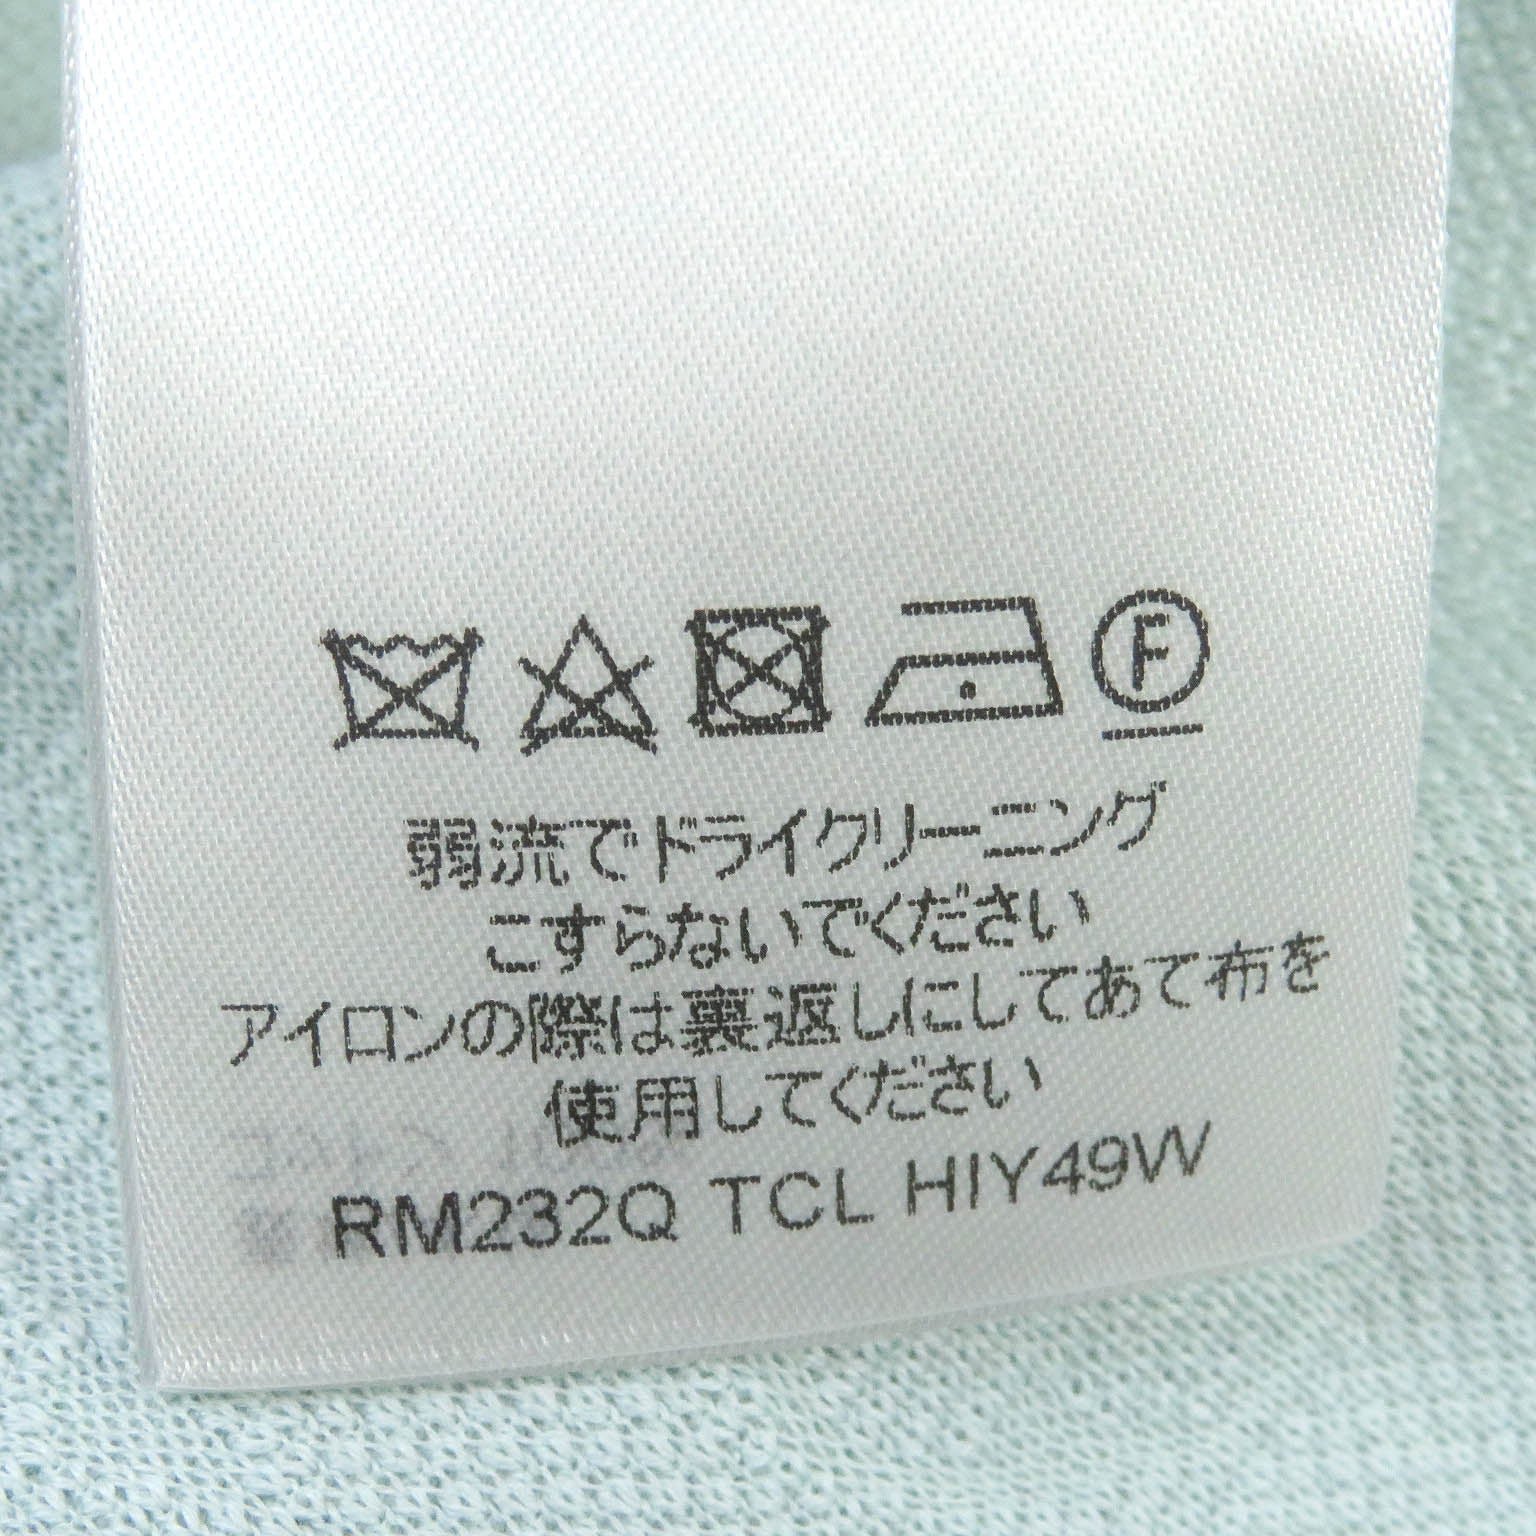 F
弱流でドライクリーニング
こすらないでください
アイロンの際は裏返しにしてあて布を
使用してください
RM232Q TCL HIY49W